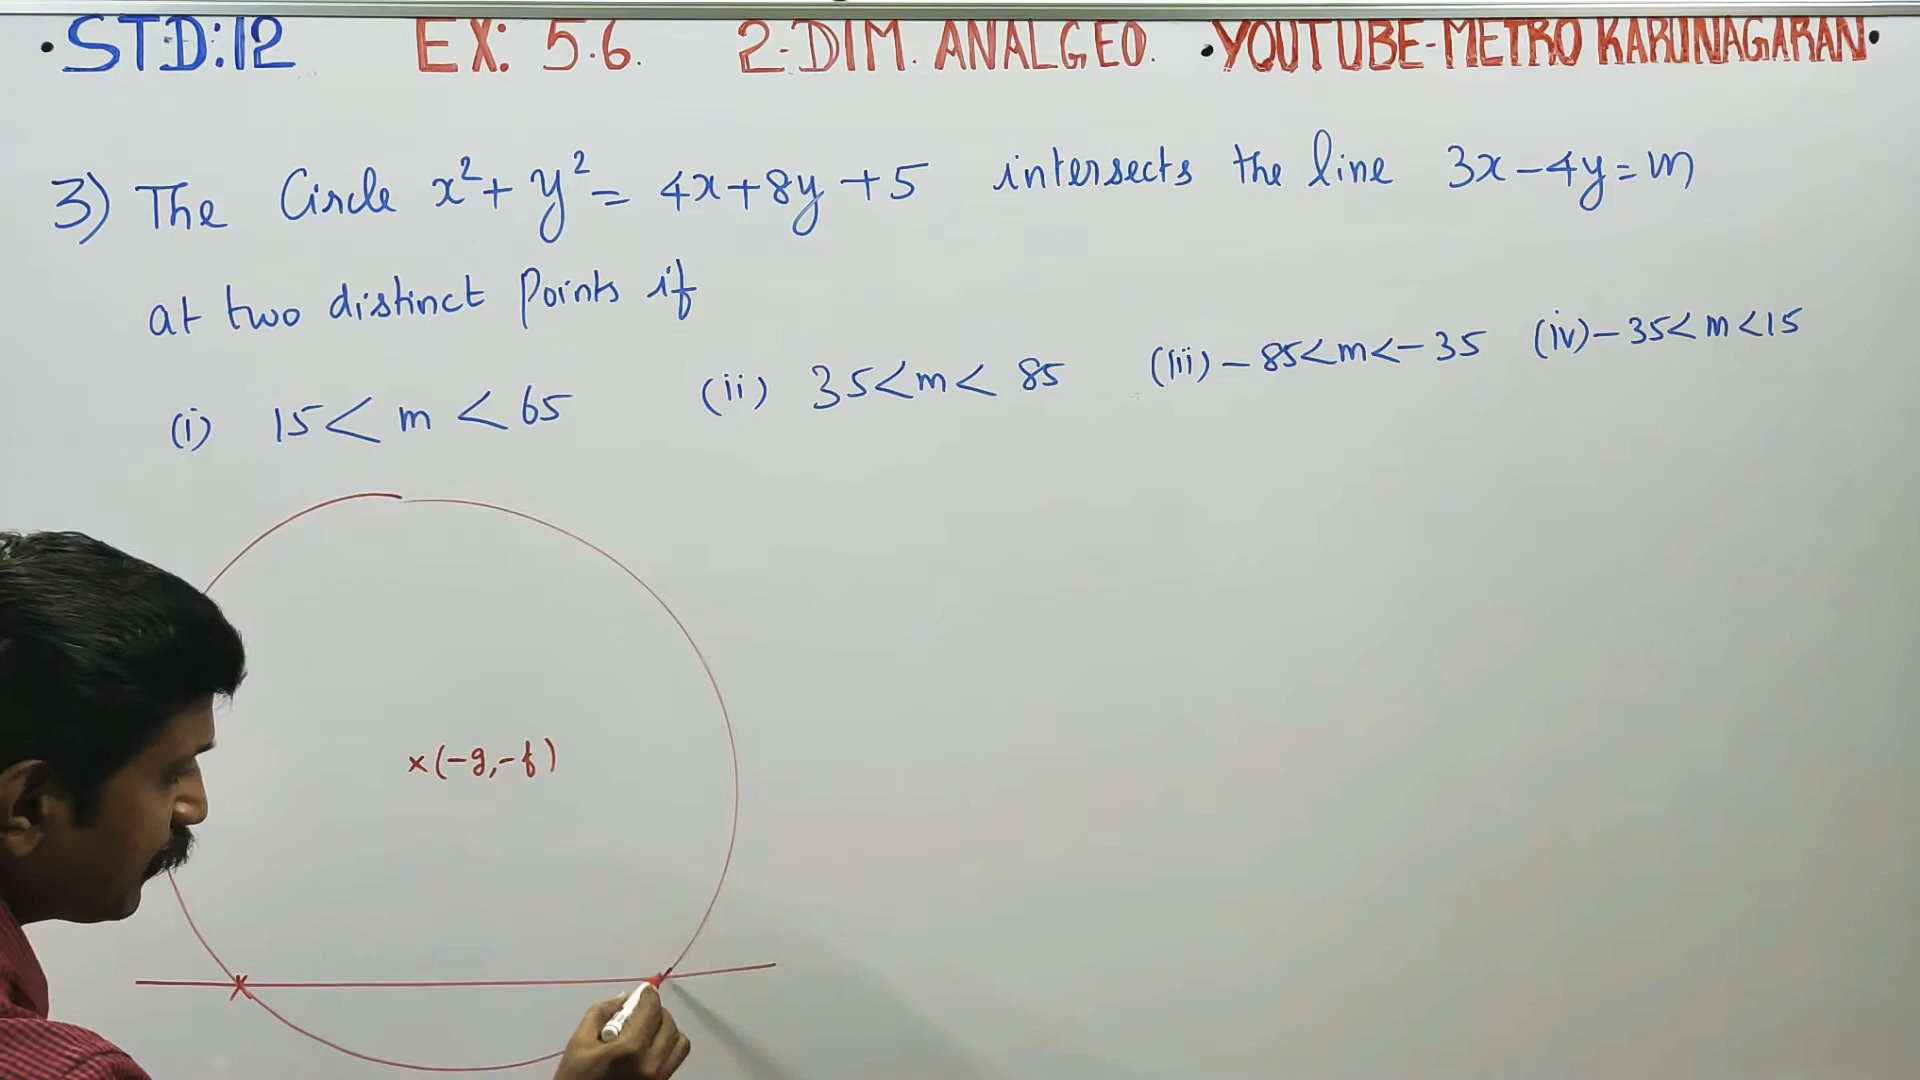 • STD:12 EX: 5.6. 2-DIM. ANALGEO. • YOUTUBE-METRO KARUNAGARAN •
3) The Circle x²+y² = 4x+8y+5 intersects the line 3x-4y=m
at two distinct Points if
(i) 15<m<65 (ii) 35<m<85 (iii) -85<m<-35 (iv) -35<m<15
×(-g,-f)